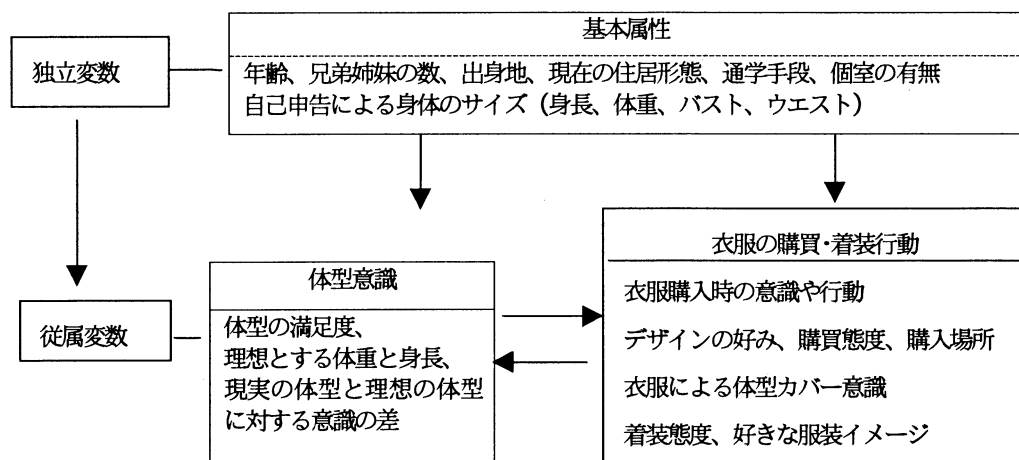 基本属性
独立変数
年齢、兄弟姉妹の数、出身地、現在の住居形態、通学手段、個室の有無
自己申告による身体のサイズ（身長、体重、バスト、ウエスト）
衣服の購買・着装行動
体型意識
衣服購入時の意識や行動
従属変数
体型の満足度、
理想とする体重と身長、
現実の体型と理想の体型
に対する意識の差
デザインの好み、購買態度、購入場所
衣服による体型カバー意識
着装態度、好きな服装イメージ